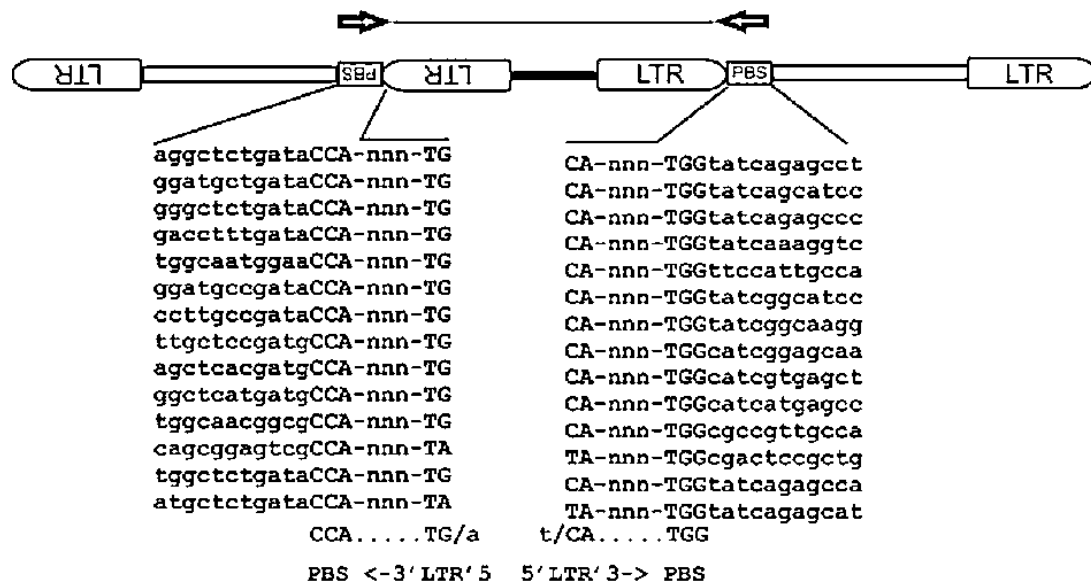 LTR PBS LTR LTR PBS LTR
aggctctgataCCA-nnn-TG
ggatgctgataCCA-nnn-TG
gggctctgataCCA-nnn-TG
gacctttgataCCA-nnn-TG
tggcaatggaaCCA-nnn-TG
ggatgccgataCCA-nnn-TG
ccttgccgataCCA-nnn-TG
ttgctccgatgCCA-nnn-TG
agctcacgatgCCA-nnn-TG
ggctcatgatgCCA-nnn-TG
tggcaacggcgCCA-nnn-TG
cagcggagtcgCCA-nnn-TA
tggctctgataCCA-nnn-TG
atgctctgataCCA-nnn-TA
CA-nnn-TGGtatcagagcct
CA-nnn-TGGtatcagcatcc
CA-nnn-TGGtatcagagccc
CA-nnn-TGGtatcaaaggtc
CA-nnn-TGGttccattgcca
CA-nnn-TGGtatcggcatcc
CA-nnn-TGGtatcggcaagg
CA-nnn-TGGcatcggagcaa
CA-nnn-TGGcatcgtgagct
CA-nnn-TGGcatcatgagcc
CA-nnn-TGGcgccgttgcca
TA-nnn-TGGcgactccgctg
CA-nnn-TGGtatcagagcca
TA-nnn-TGGtatcagagcat
CCA.....TG/a t/CA.....TGG
PBS <-3'LTR'5 5'LTR'3-> PBS